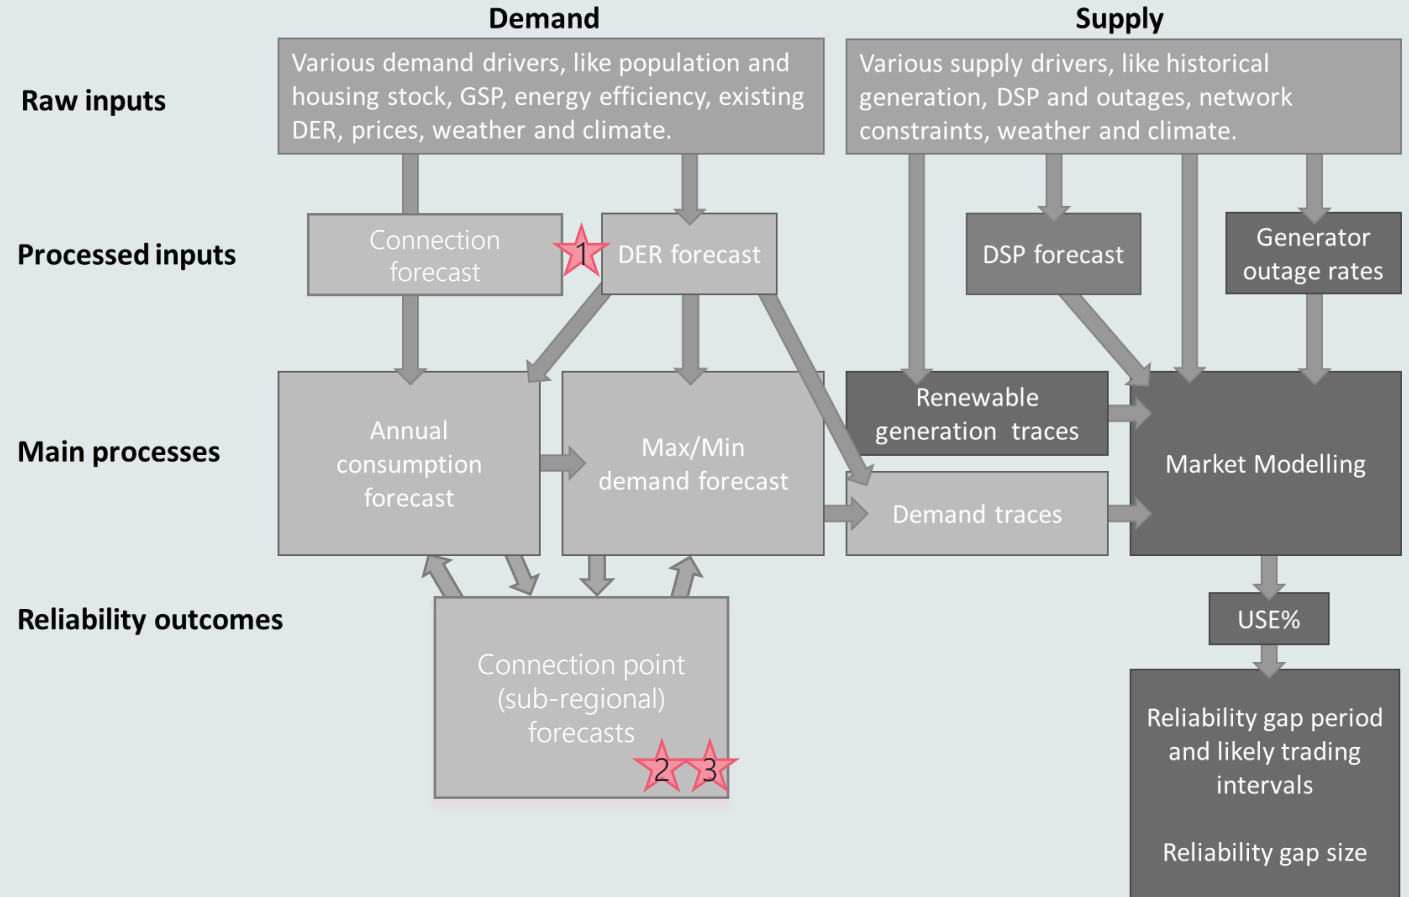 Demand
Supply
Raw inputs
Various demand drivers, like population and
housing stock, GSP, energy efficiency, existing
DER, prices, weather and climate.
Various supply drivers, like historical
generation, DSP and outages, network
constraints, weather and climate.
Processed inputs
Connection
forecast
1
DER forecast
DSP forecast
Generator
outage rates
Main processes
Annual
consumption
forecast
Max/Min
demand forecast
Renewable
generation traces
Demand traces
Market Modelling
Reliability outcomes
Connection point
(sub-regional)
forecasts
2
3
USE%
Reliability gap period
and likely trading
intervals
Reliability gap size